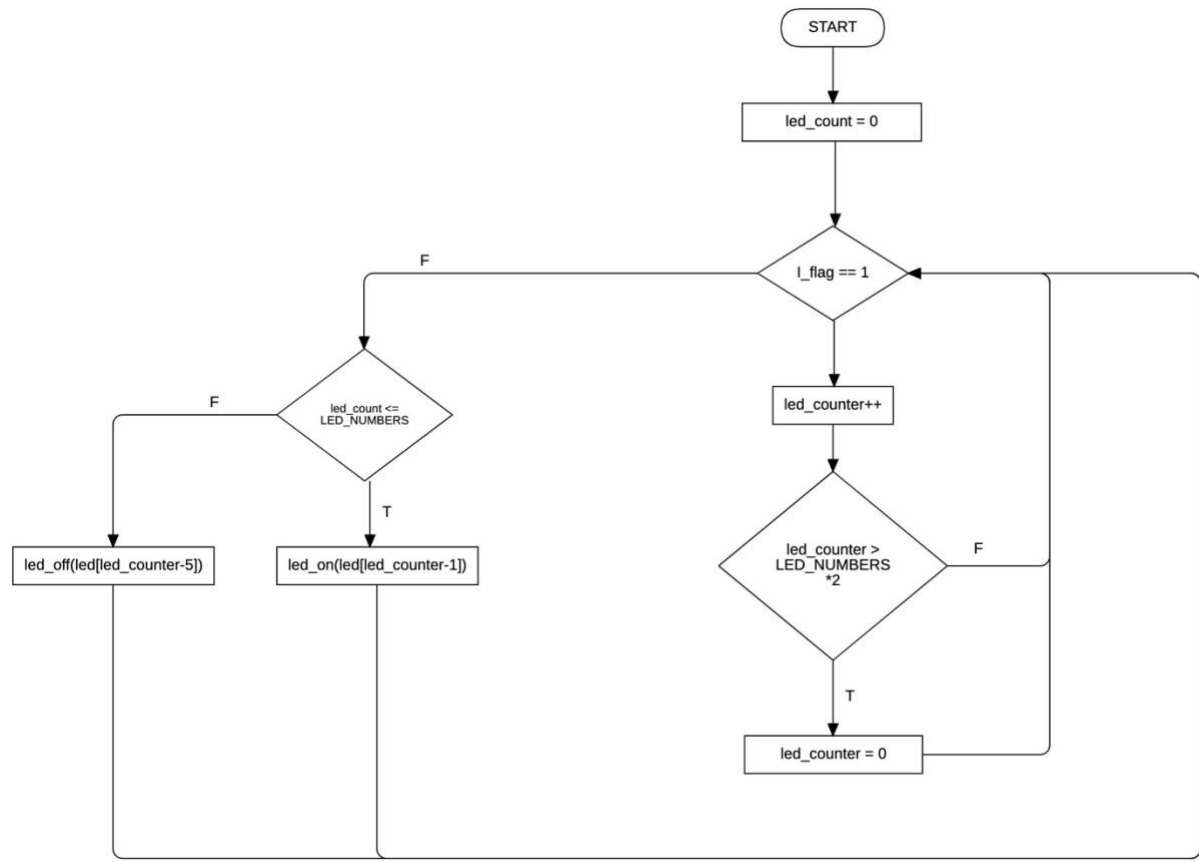 START
led_count = 0
F
I_flag == 1
led_count <=
LED_NUMBERS
F
led_counter++
T
led_off(led[led_counter-5])
led_on(led[led_counter-1])
led_counter >
LED_NUMBERS
*2
F
T
led_counter = 0